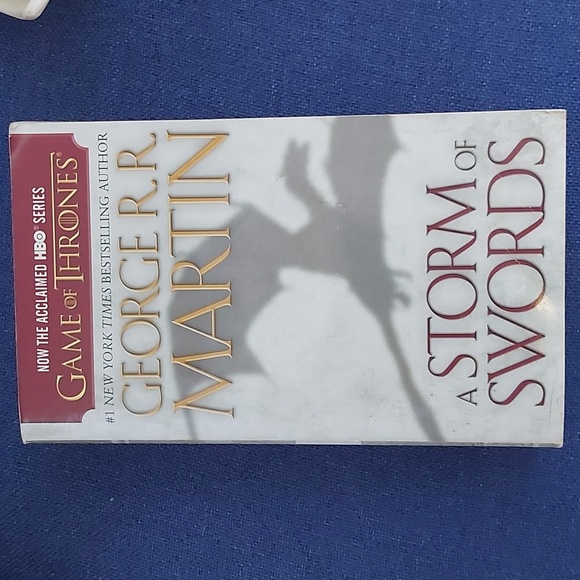 NOW THE ACCLAIMED HBO® SERIES
GAME OF THRONES®
#1 NEW YORK TIMES BESTSELLING AUTHOR
GEORGE R.R.
MARTIN
A STORM OF
SWORDS